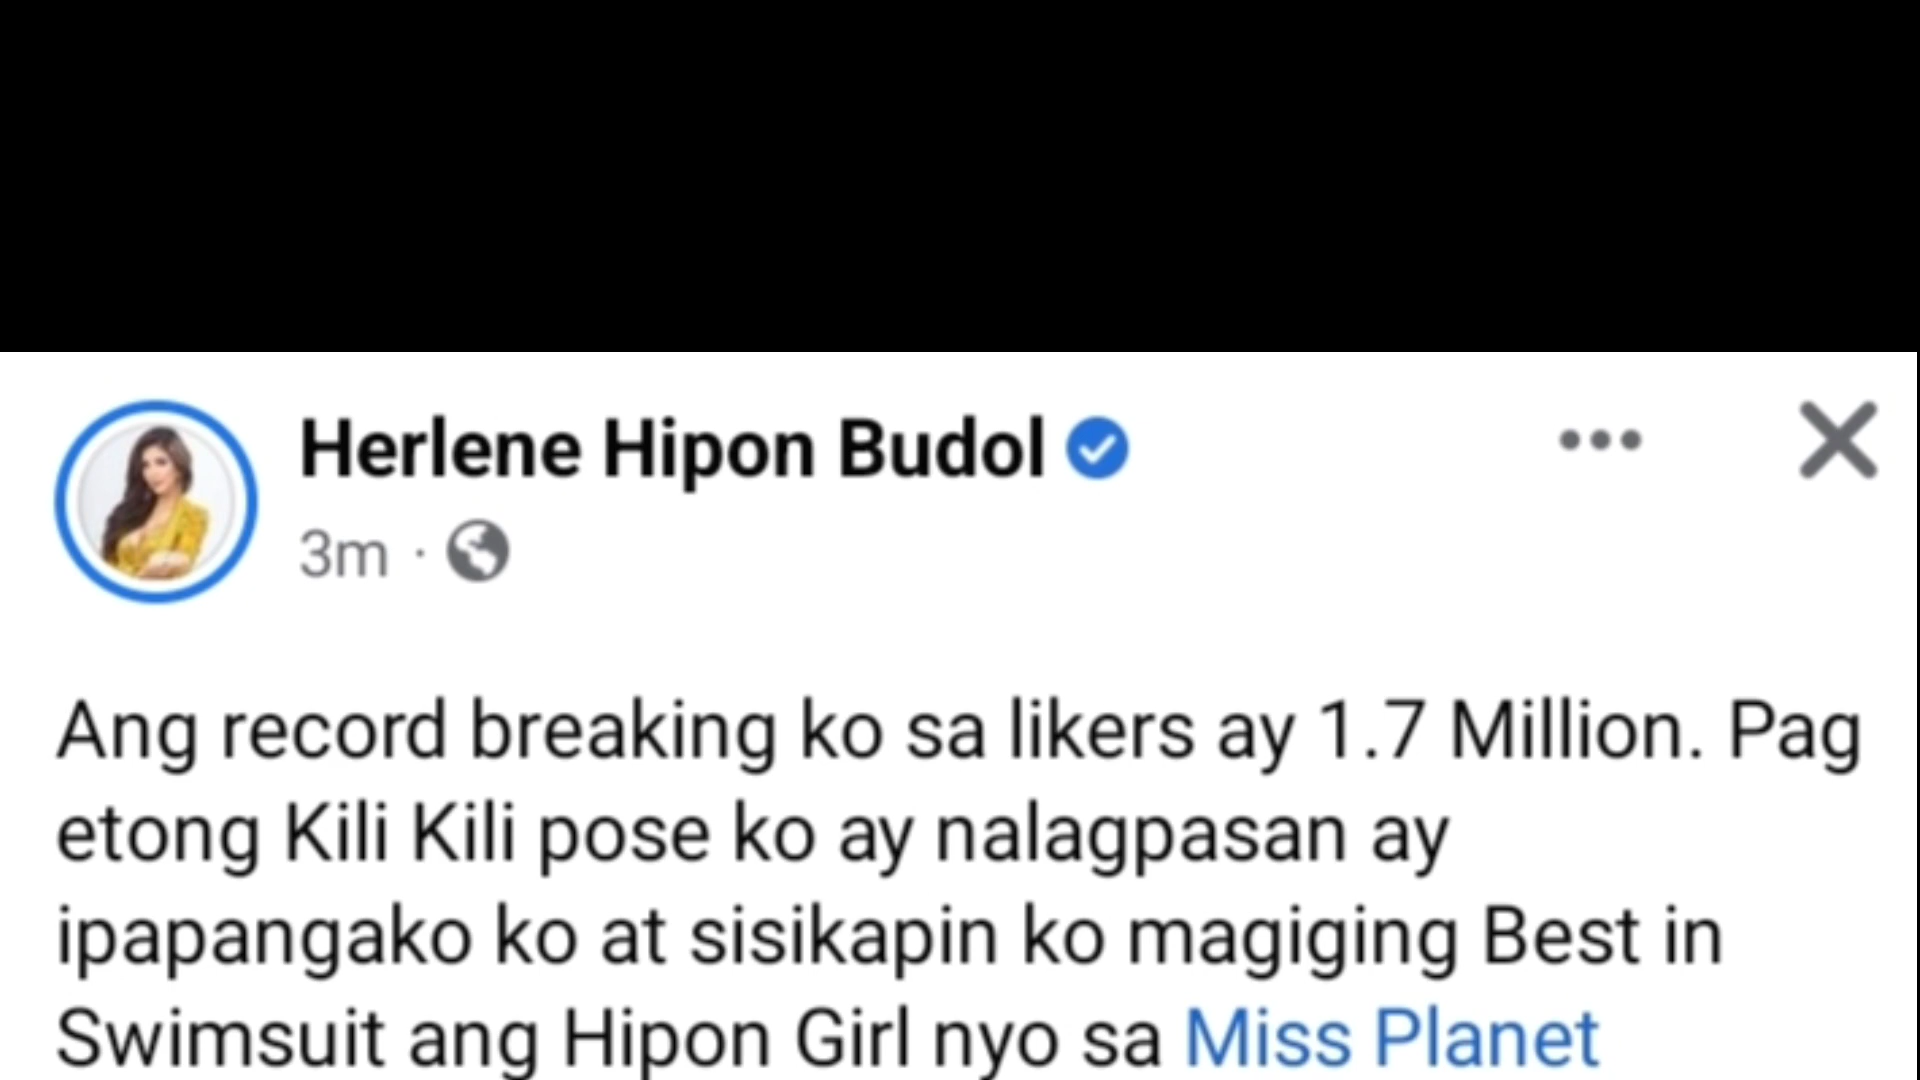 Herlene Hipon Budol
3m ·
Ang record breaking ko sa likers ay 1.7 Million. Pag
etong Kili Kili pose ko ay nalagpasan ay
ipapangako ko at sisikapin ko magiging Best in
Swimsuit ang Hipon Girl nyo sa Miss Planet